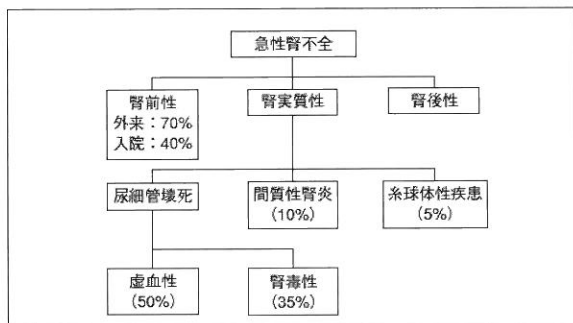 急性腎不全
腎前性
外来：70%
入院：40%
腎実質性
腎後性
尿細管壊死
間質性腎炎
(10%)
糸球体性疾患
(5%)
虚血性
(50%)
腎毒性
(35%)